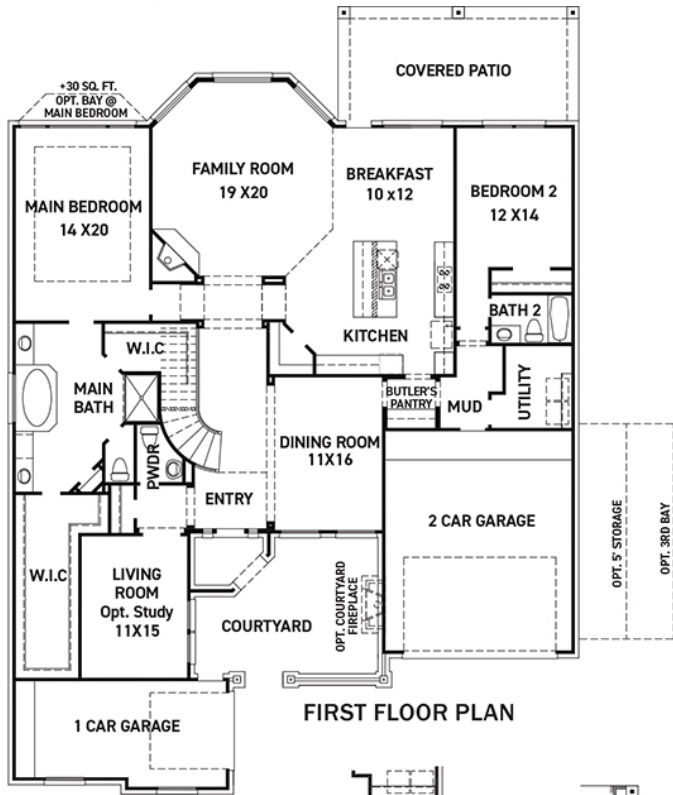 COVERED PATIO
+30 SQ. FT.
OPT. BAY @
MAIN BEDROOM
FAMILY ROOM
19 X20
BREAKFAST
10 x12
BEDROOM 2
12 X14
MAIN BEDROOM
14 X20
BATH 2
KITCHEN
W.I.C
MAIN
BATH
BUTLER'S
PANTRY
MUD
UTILITY
DINING ROOM
11X16
PWDR
ENTRY
2 CAR GARAGE
OPT. 5' STORAGE
OPT. 3RD BAY
W.I.C
LIVING
ROOM
Opt. Study
11X15
COURTYARD
OPT. COURTYARD
FIREPLACE
1 CAR GARAGE
FIRST FLOOR PLAN